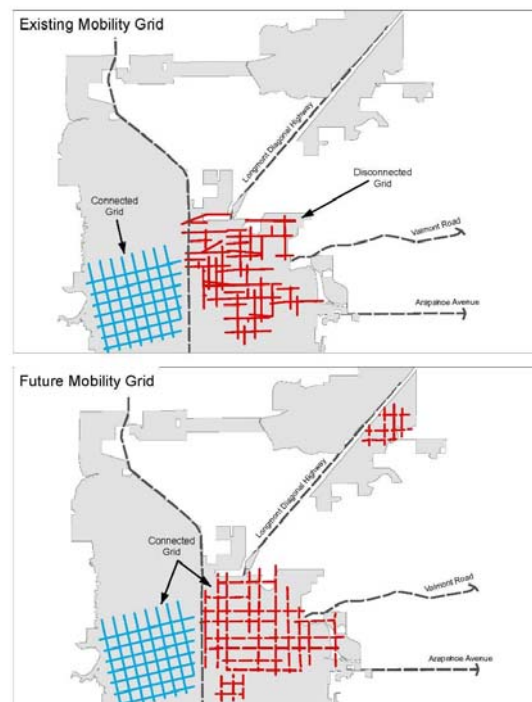 Existing Mobility Grid
Longmont Diagonal Highway
Disconnected
Grid
Connected
Grid
Valmont Road
Arapahoe Avenue
Future Mobility Grid
Longmont Diagonal Highway
Connected
Grid
Valmont Road
Arapahoe Avenue